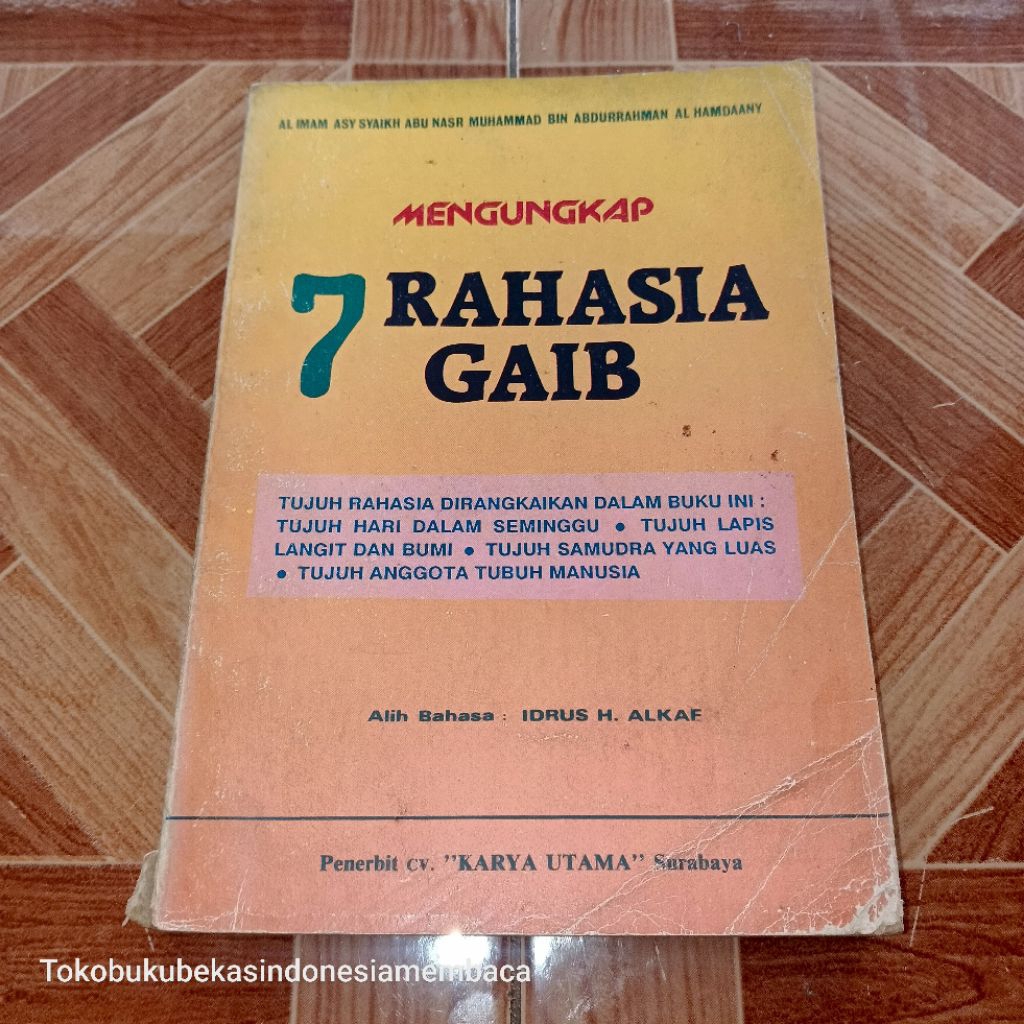 AL IMAM ASY SYAIKH ABU NASR MUHAMMAD BIN ABDURRAHMAN AL HAMDAANY
MENGUNGKAP
7 RAHASIA
GAIB
TUJUH RAHASIA DIRANGKAIKAN DALAM BUKU INI :
TUJUH HARI DALAM SEMINGGU ● TUJUH LAPIS
LANGIT DAN BUMI ● TUJUH SAMUDRA YANG LUAS
● TUJUH ANGGOTA TUBUH MANUSIA
Alih Bahasa : IDRUS H. ALKAF
Penerbit CV. "KARYA UTAMA" Surabaya
Tokobukubekasindonesiamembaca